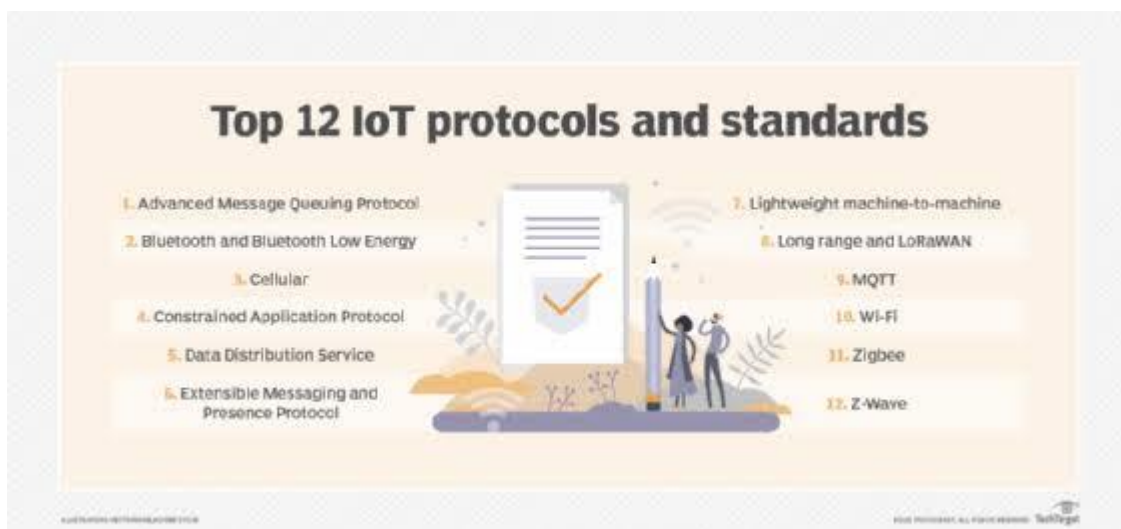 Top 12 IoT protocols and standards
1. Advanced Message Queuing Protocol
2. Bluetooth and Bluetooth Low Energy
3. Cellular
4. Constrained Application Protocol
5. Data Distribution Service
6. Extensible Messaging and
Presence Protocol
7. Lightweight machine-to-machine
8. Long range and LoRaWAN
9. MQTT
10. Wi-Fi
11. Zigbee
12. Z-Wave
TechTarget